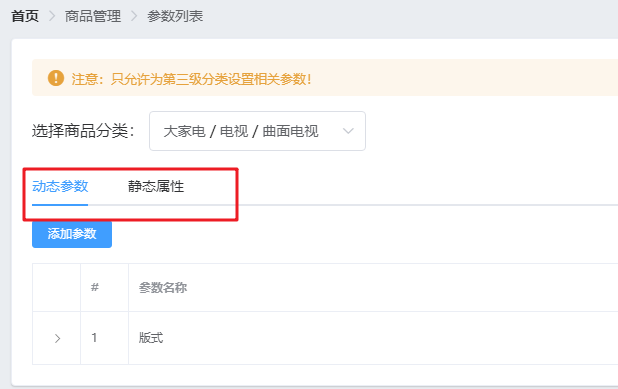 首页 > 商品管理 > 参数列表
注意：只允许为第三级分类设置相关参数！
选择商品分类： 大家电 / 电视 / 曲面电视
动态参数 静态属性
添加参数
# 参数名称
1 版式